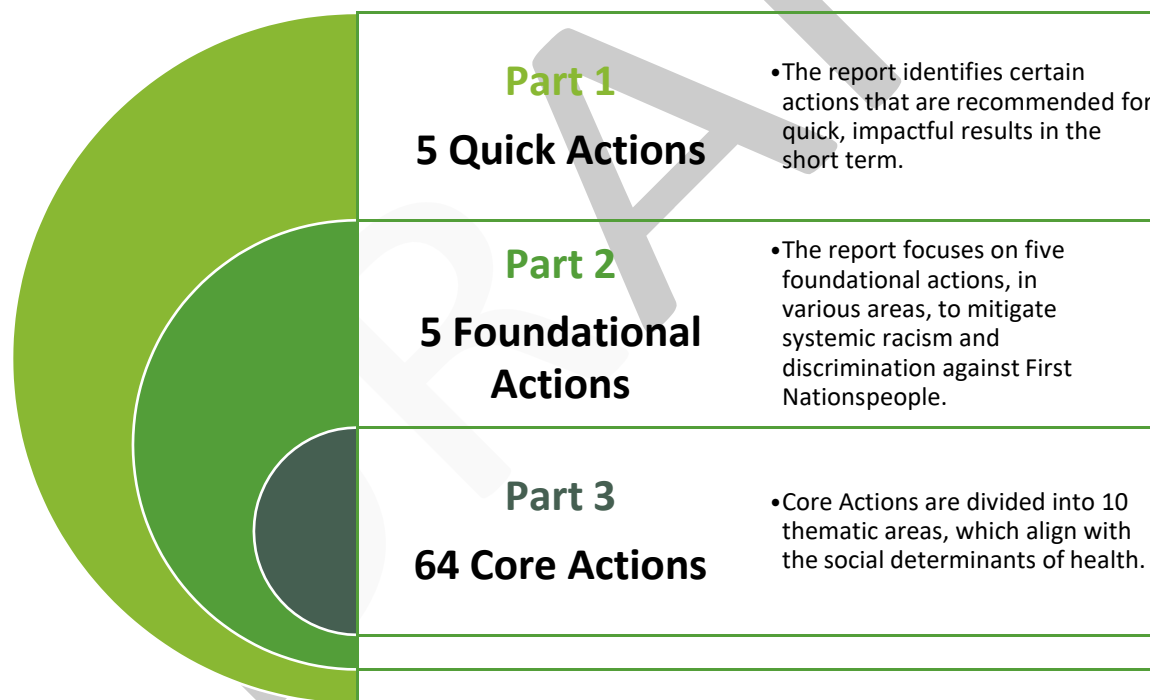 Part 1
5 Quick Actions
•The report identifies certain
actions that are recommended for
quick, impactful results in the
short term.
Part 2
5 Foundational
Actions
•The report focuses on five
foundational actions, in
various areas, to mitigate
systemic racism and
discrimination against First
Nationspeople.
Part 3
64 Core Actions
•Core Actions are divided into 10
thematic areas, which align with
the social determinants of health.